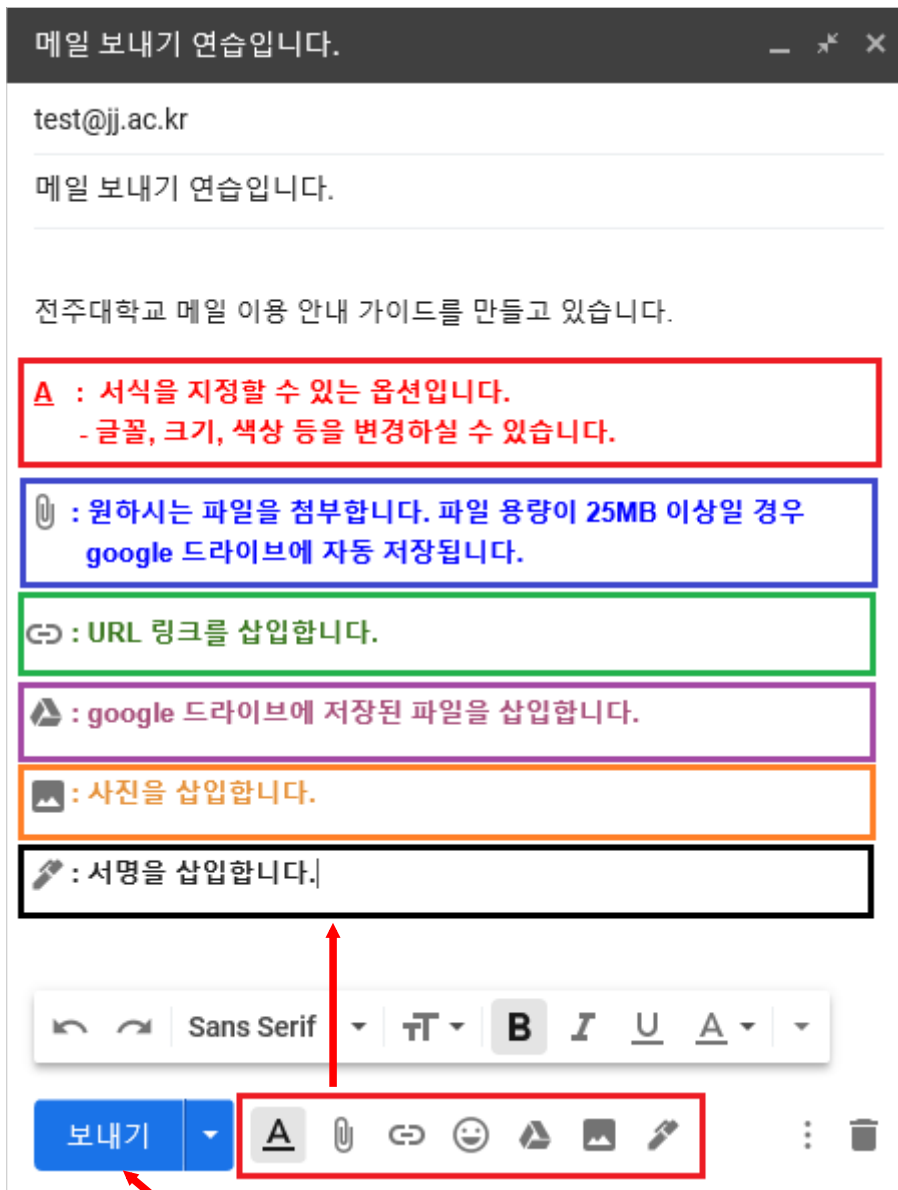 메일 보내기 연습입니다.
test@jj.ac.kr
메일 보내기 연습입니다.
전주대학교 메일 이용 안내 가이드를 만들고 있습니다.
A : 서식을 지정할 수 있는 옵션입니다.
- 글꼴, 크기, 색상 등을 변경하실 수 있습니다.
: 원하시는 파일을 첨부합니다. 파일 용량이 25MB 이상일 경우
google 드라이브에 자동 저장됩니다.
: URL 링크를 삽입합니다.
: google 드라이브에 저장된 파일을 삽입합니다.
: 사진을 삽입합니다.
: 서명을 삽입합니다.
Sans Serif TT B I U A
보내기 A